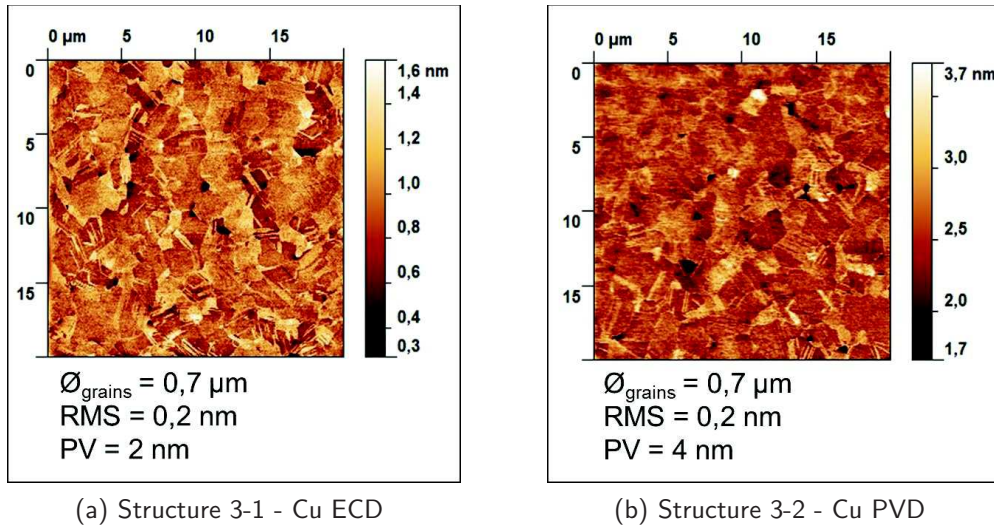 0 µm 5 10 15
0
5
10
15
1,6 nm
1,4
1,2
1,0
0,8
0,6
0,4
0,3
Øgrains = 0,7 µm
RMS = 0,2 nm
PV = 2 nm
(a) Structure 3-1 - Cu ECD
0 µm 5 10 15
0
5
10
15
3,7 nm
3,0
2,5
2,0
1,7
Øgrains = 0,7 µm
RMS = 0,2 nm
PV = 4 nm
(b) Structure 3-2 - Cu PVD